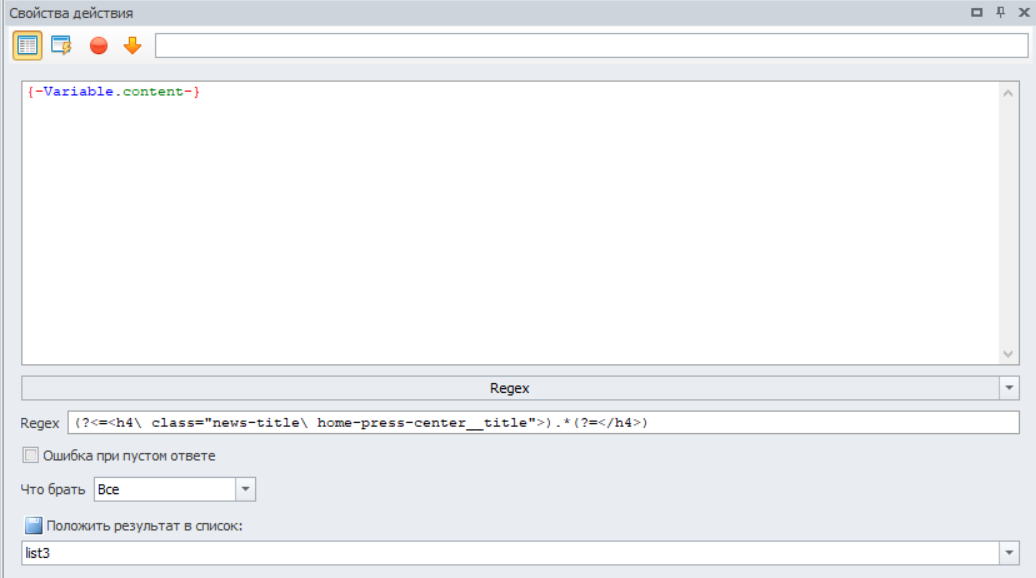 Свойства действия
{-Variable.content-}
Regex
Regex (?<=<h4\ class="news-title\ home-press-center__title">).*(?=</h4>)
Ошибка при пустом ответе
Что брать Все
Положить результат в список:
list3